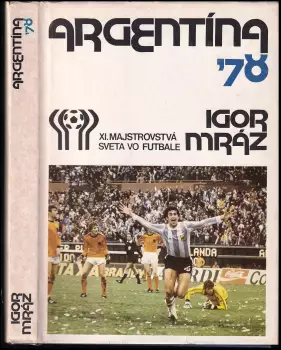 ARGENTÍNA
'78
IGOR
MRÁZ
ARGENTÍNA
'78
IGOR
MRÁZ
XI. MAJSTROVSTVÁ
SVETA VO FUTBALE